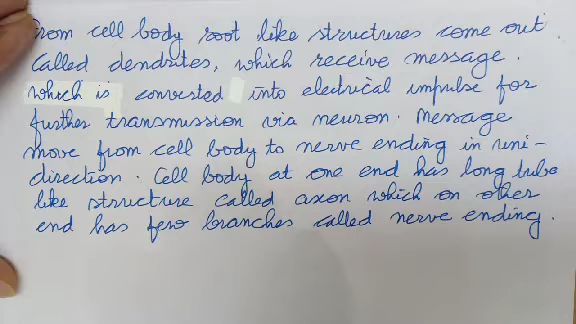 From cell body root like structures come out
called dendrites, which receive message.
which is converted into electrical impulse for
further transmission via neuron. Message
move from cell body to nerve ending in uni-
direction. Cell body at one end has long tube
like structure called axon which on other
end has few branches called nerve ending.